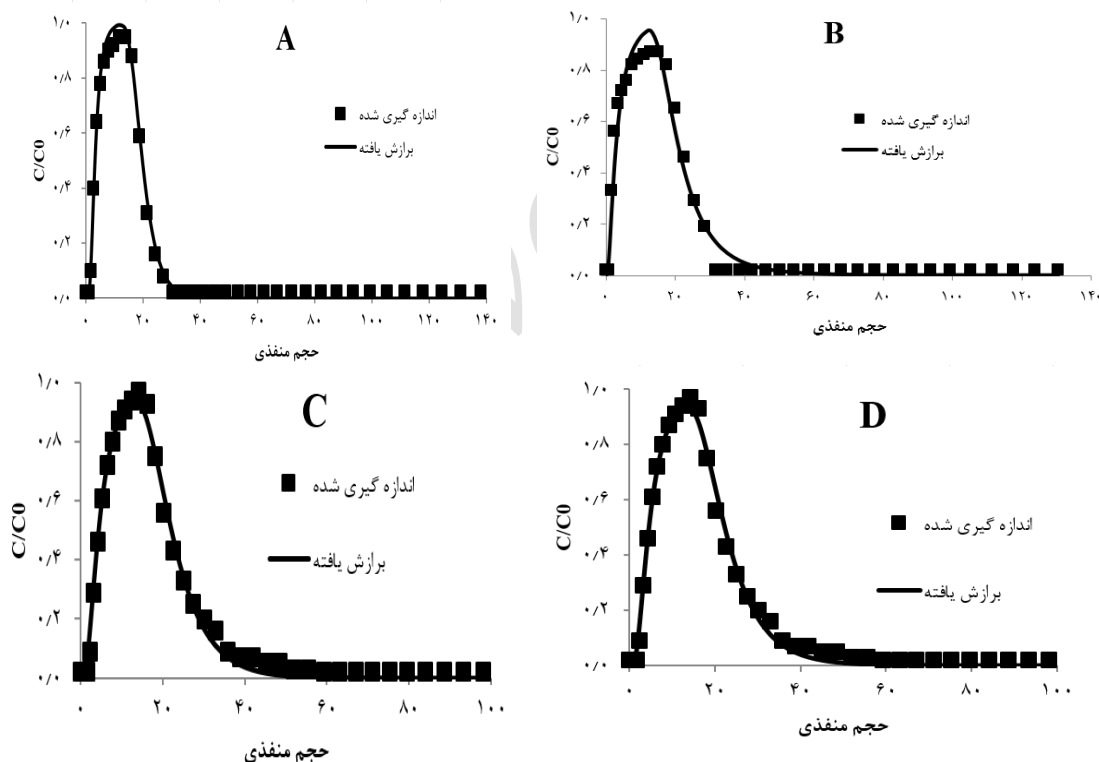 A
C/C0
۱/۰
۰/۸
۰/۶
۰/۴
۰/۲
۰/۰
اندازه گیری شده
برازش یافته
۰ ۲۰ ۴۰ ۶۰ ۸۰ ۱۰۰ ۱۲۰ ۱۴۰
حجم منفذی
B
C/C0
۱/۰
۰/۸
۰/۶
۰/۴
۰/۲
۰/۰
اندازه گیری شده
برازش یافته
۰ ۲۰ ۴۰ ۶۰ ۸۰ ۱۰۰ ۱۲۰ ۱۴۰
حجم منفذی
C
C/C0
۱/۰
۰/۸
۰/۶
۰/۴
۰/۲
۰/۰
اندازه گیری شده
برازش یافته
۰ ۲۰ ۴۰ ۶۰ ۸۰ ۱۰۰
حجم منفذی
D
C/C0
۱/۰
۰/۸
۰/۶
۰/۴
۰/۲
۰/۰
اندازه گیری شده
برازش یافته
۰ ۲۰ ۴۰ ۶۰ ۸۰ ۱۰۰
حجم منفذی